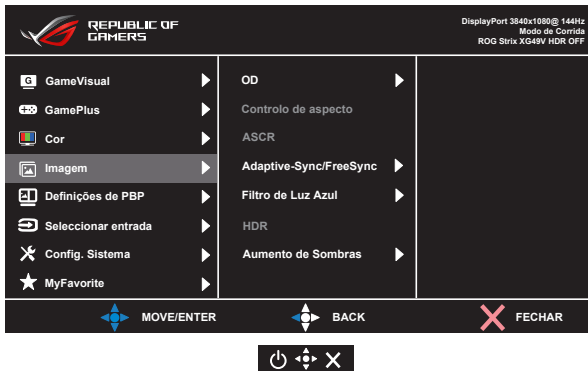 REPUBLIC OF
GAMERS
DisplayPort 3840x1080@ 144Hz
Modo de Corrida
ROG Strix XG49V HDR OFF
G GameVisual
GamePlus
Cor
Imagem
Definições de PBP
Seleccionar entrada
Config. Sistema
MyFavorite
OD
Controlo de aspecto
ASCR
Adaptive-Sync/FreeSync
Filtro de Luz Azul
HDR
Aumento de Sombras
MOVE/ENTER
BACK
FECHAR